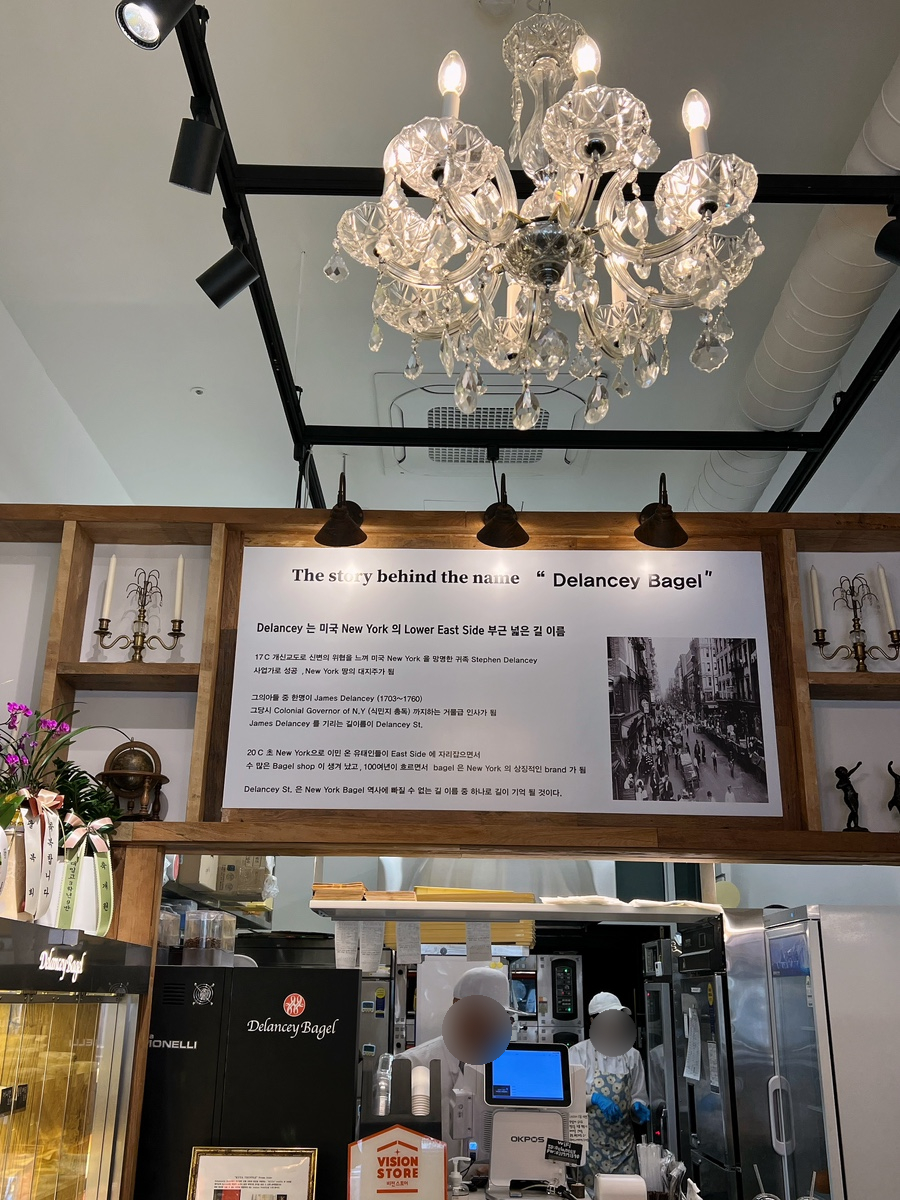 The story behind the name “ Delancey Bagel”
Delancey 는 미국 New York 의 Lower East Side 부근 넓은 길 이름
17C 개신교도로 신변의 위협을 느껴 미국 New York 을 망명한 귀족 Stephen Delancey
사업가로 성공 , New York 땅의 대지주가 됨
그의아들 중 한명이 James Delancey (1703~1760)
그당시 Colonial Governor of N,Y (식민지 총독) 까지하는 거물급 인사가 됨
James Delancey 를 기리는 길이름이 Delancey St.
20 C 초 New York으로 이민 온 유태인들이 East Side 에 자리잡으면서
수 많은 Bagel shop 이 생겨 났고 , 100여년이 흐르면서 bagel 은 New York 의 상징적인 brand 가 됨
Delancey St. 은 New York Bagel 역사에 빠질 수 없는 길 이름 중 하나로 길이 기억 될 것이다.
Delancey Bagel
Delancey Bagel
IONELLI
OKPOS
VISION
STORE
비전스토어